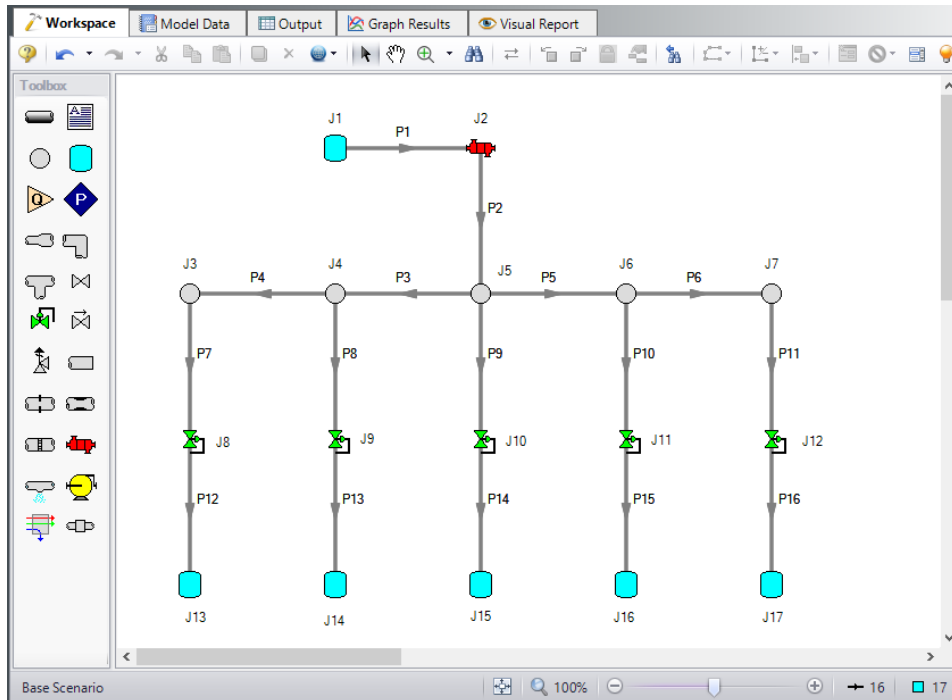 Workspace Model Data Output Graph Results Visual Report
Toolbox
A
Q P
J1 P1 J2
P2
J3 P4 J4 P3 J5 P5 J6 P6 J7
P7 P8 P9 P10 P11
J8 J9 J10 J11 J12
P12 P13 P14 P15 P16
J13 J14 J15 J16 J17
Base Scenario 100% 16 17